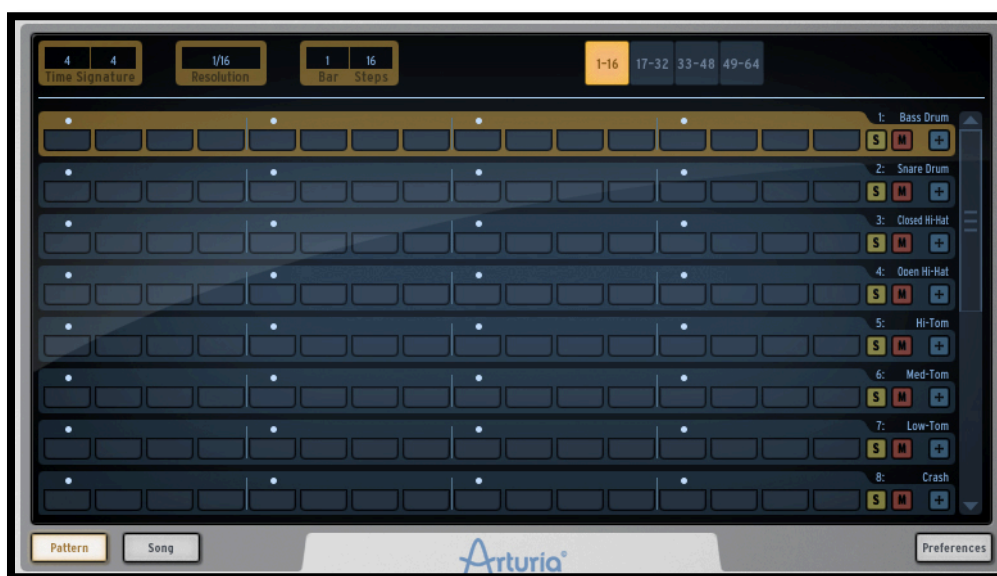 4 4 1/16 1 16
Time Signature Resolution Bar Steps
1-16 17-32 33-48 49-64
1: Bass Drum
S M +
2: Snare Drum
S M +
3: Closed Hi-Hat
S M +
4: Open Hi-Hat
S M +
5: Hi-Tom
S M +
6: Med-Tom
S M +
7: Low-Tom
S M +
8: Crash
S M +
Pattern Song Arturia® Preferences